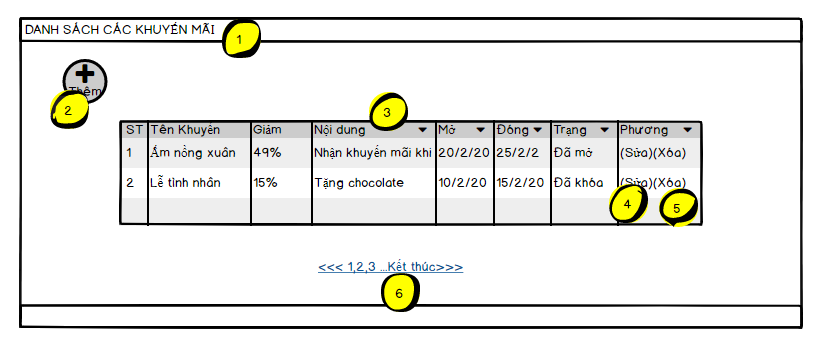 DANH SÁCH CÁC KHUYẾN MÃI
1
Thêm
2
3
ST Tên Khuyến Giảm Nội dung Mở Đóng Trạng Phương
1 Ấm nồng xuân 49% Nhận khuyến mãi khi 20/2/20 25/2/2 Đã mở (Sửa)(Xóa)
2 Lễ tình nhân 15% Tặng chocolate 10/2/20 15/2/20 Đã khóa (Sửa)(Xóa)
4 5
<<< 1,2,3 ...Kết thúc>>>
6